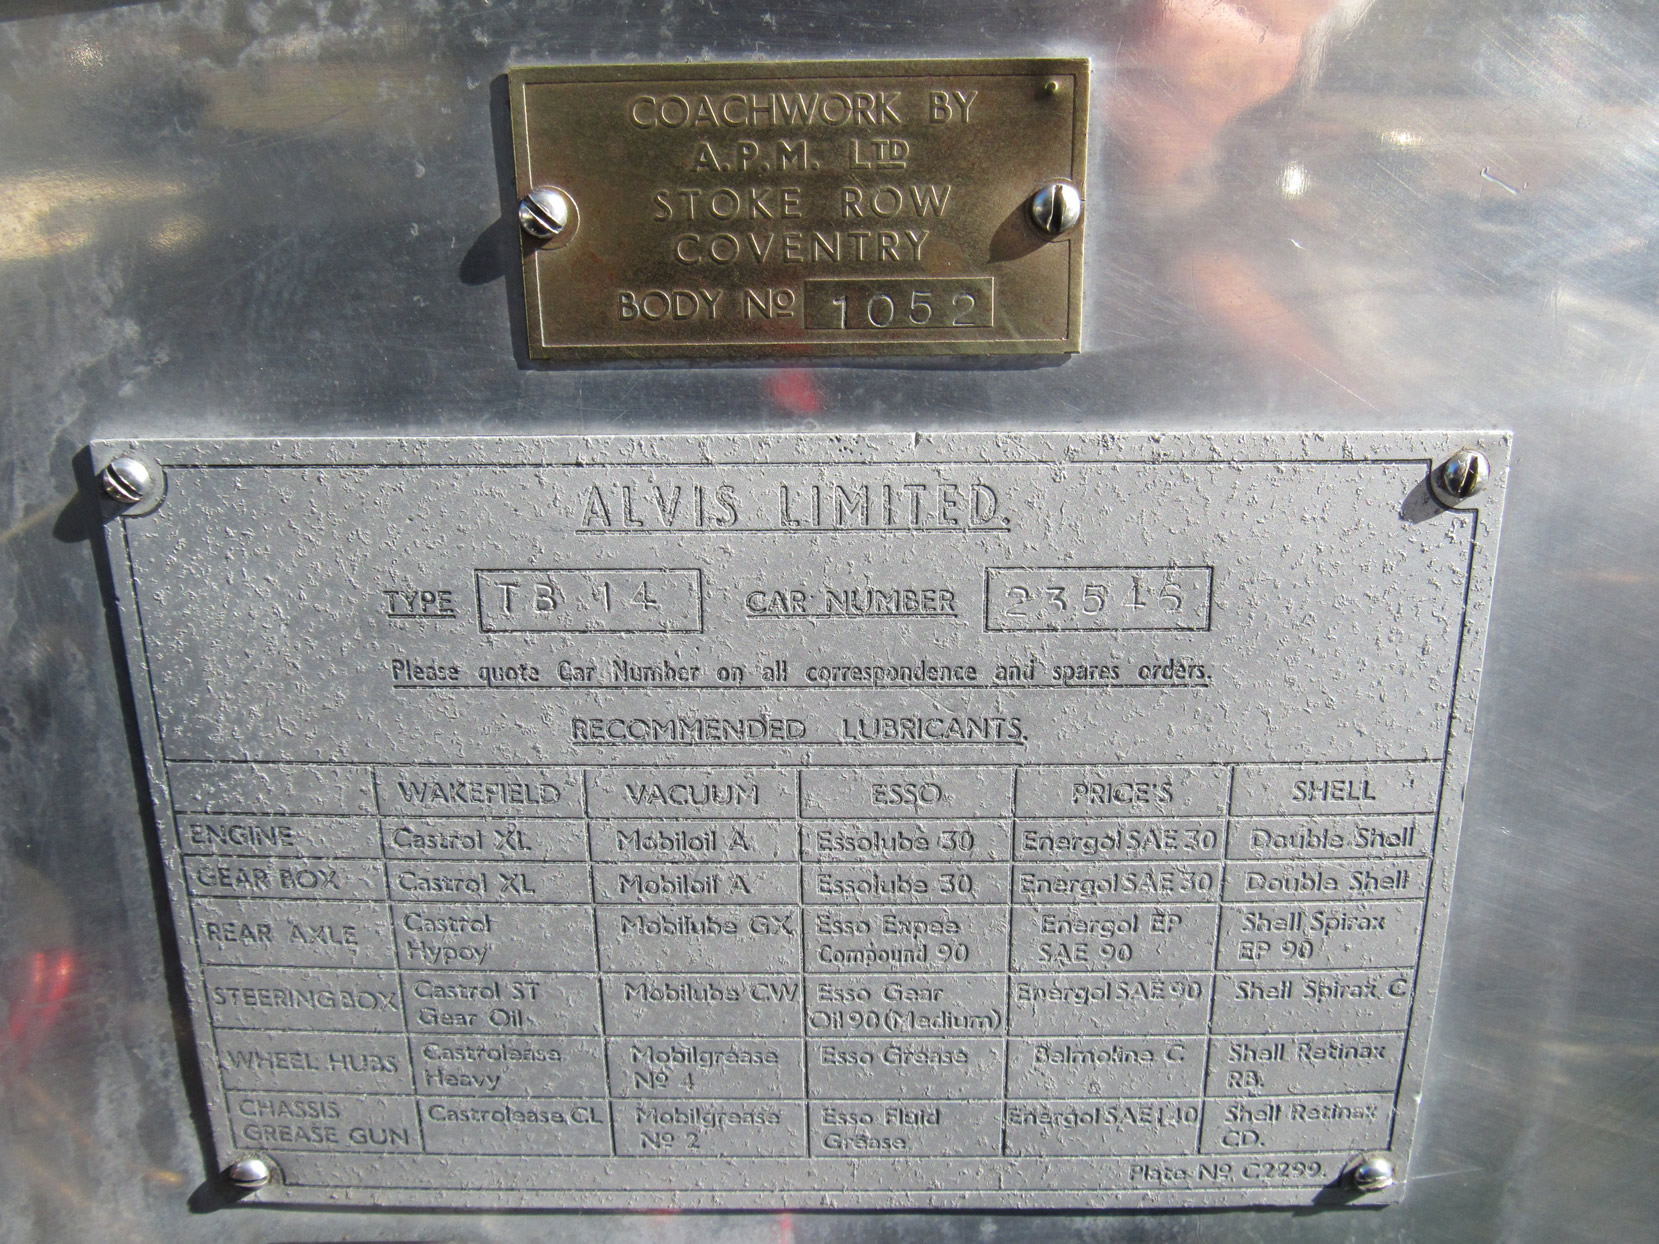 COACHWORK BY
A.P.M. LTD
STOKE ROW
COVENTRY
BODY Nº 1052
ALVIS LIMITED.
TYPE TB 14 CAR NUMBER 23545
Please quote Car Number on all correspondence and spares orders.
RECOMMENDED LUBRICANTS.
WAKEFIELD VACUUM ESSO PRICE'S SHELL
ENGINE Castrol XL Mobiloil A Essolube 30 Energol SAE 30 Double Shell
GEAR BOX Castrol XL Mobiloil A Essolube 30 Energol SAE 30 Double Shell
REAR AXLE Castrol Hypoy Mobilube GX Esso Expee Compound 90 Energol EP SAE 90 Shell Spirax EP 90
STEERING BOX Castrol ST Gear Oil Mobilube CW Esso Gear Oil 90 (Medium) Energol SAE 90 Shell Spirax C
WHEEL HUBS Castrolease Heavy Mobilgrease Nº 4 Esso Grease Belmoline C Shell Retinax RB.
CHASSIS GREASE GUN Castrolease CL Mobilgrease Nº 2 Esso Fluid Grease Energol SAE 140 Shell Retinax CD.
Plate Nº C2299.